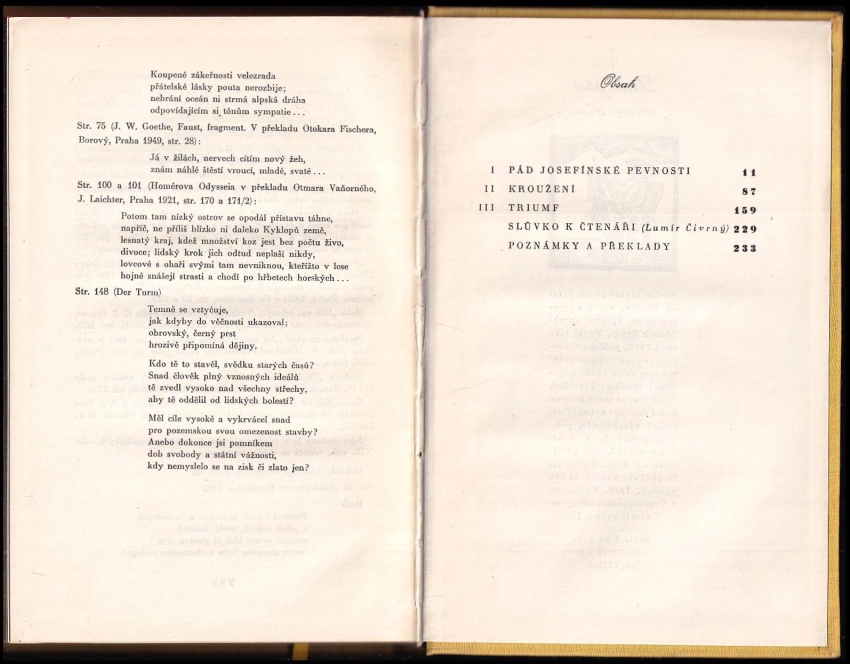 Koupené zákeřnosti velezrada
přátelské lásky pouta nerozbije;
nebrání oceán ni strmá alpská dráha
odpovídajícím si tónům sympatie...
Str. 75 (J. W. Goethe, Faust, fragment. V překladu Otokara Fischera,
Borový, Praha 1949, str. 28):
Já v žilách, nervech cítím nový žeh,
znám náhlé štěstí vroucí, mladé, svaté...
Str. 100 a 101 (Homérova Odysseia v překladu Otmara Vaňorného,
J. Laichter, Praha 1921, str. 170 a 171/2):
Potom tam nízký ostrov se opodál přístavu táhne,
napříč, ne příliš blízko ni daleko Kyklopů země,
lesnatý kraj, kdež množství koz jest bez počtu živo,
divoce; lidský krok jich odtud neplaší nikdy,
lovcové s ohaři svými tam nevniknou, kteřížto v lese
hojné snášejí strasti a chodí po hřbetech horských...
Str. 148 (Der Turm)
Temně se vztyčuje,
jak kdyby do věčnosti ukazoval;
obrovský, černý prst
hrozivě připomíná dějiny.
Kdo tě to stavěl, svědku starých časů?
Snad člověk plný vznosných ideálů
tě zvedl vysoko nad všechny střechy,
aby tě oddělil od lidských bolestí?
Měl cíle vysoké a vykrvácel snad
pro pozemskou svou omezenost stavby?
Anebo dokonce jsi pomníkem
dob svobody a státní vážnosti,
kdy nemyslelo se na zisk či zlato jen?
Obsah
I PÁD JOSEFÍNSKÉ PEVNOSTI 11
II KROUŽENÍ 87
III TRIUMF 159
SLŮVKO K ČTENÁŘI (Lumír Čivrný) 229
POZNÁMKY A PŘEKLADY 233